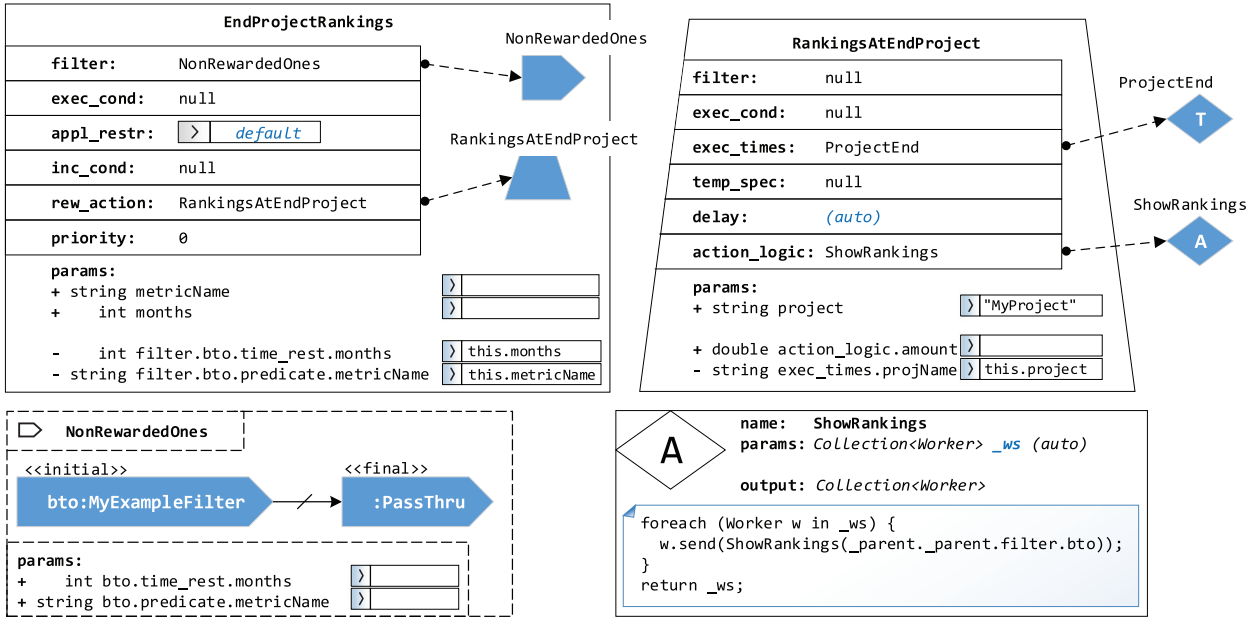 EndProjectRankings
filter: NonRewardedOnes
exec_cond: null
appl_restr: default
inc_cond: null
rew_action: RankingsAtEndProject
priority: 0
params:
+ string metricName
+ int months
- int filter.bto.time_rest.months this.months
- string filter.bto.predicate.metricName this.metricName
NonRewardedOnes
RankingsAtEndProject
RankingsAtEndProject
filter: null
exec_cond: null
exec_times: ProjectEnd
temp_spec: null
delay: (auto)
action_logic: ShowRankings
params:
+ string project "MyProject"
+ double action_logic.amount
- string exec_times.projName this.project
ProjectEnd
T
ShowRankings
A
NonRewardedOnes
<<initial>> <<final>>
bto:MyExampleFilter :PassThru
params:
+ int bto.time_rest.months
+ string bto.predicate.metricName
A
name: ShowRankings
params: Collection<Worker> _ws (auto)
output: Collection<Worker>
foreach (Worker w in _ws) {
w.send(ShowRankings(_parent._parent.filter.bto));
}
return _ws;